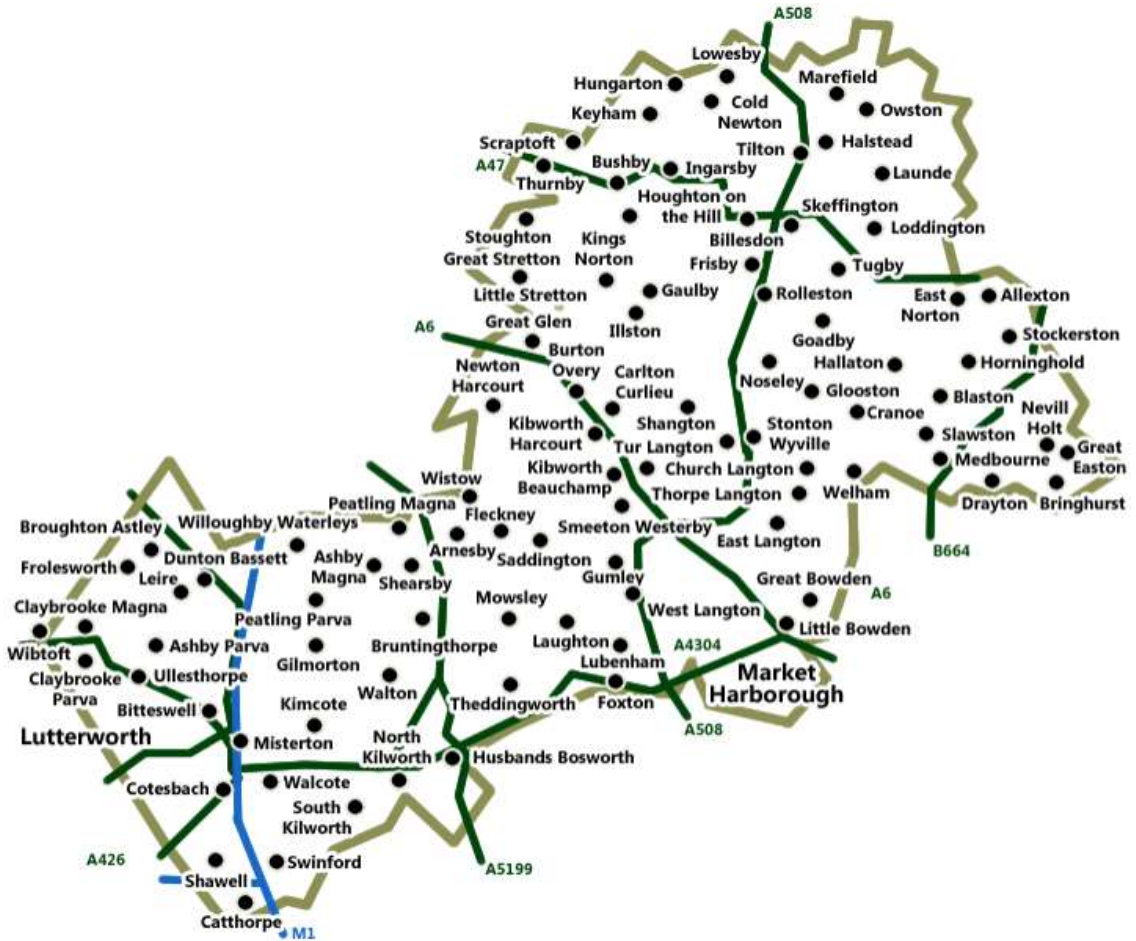 A508
Lowesby
Marefield
Hungarton
Cold
Newton
Owston
Keyham
Scraptoft
Tilton
Halstead
A47
Bushby
Ingarsby
Launde
Thurnby
Houghton on
the Hill
Skeffington
Stoughton
Kings
Norton
Billesdon
Loddington
Great Stretton
Frisby
Tugby
Little Stretton
Gaulby
Rolleston
East
Norton
Allexton
Great Glen
Illston
A6
Goadby
Stockerston
Burton
Overy
Newton
Harcourt
Carlton
Curlieu
Noseley
Hallaton
Horninghold
Glooston
Blaston
Nevill
Holt
Shangton
Cranoe
Kibworth
Harcourt
Stonton
Wyville
Slawston
Great
Easton
Tur Langton
Kibworth
Beauchamp
Church Langton
Medbourne
Wistow
Thorpe Langton
Welham
Drayton
Bringhurst
Peatling Magna
Fleckney
Smeeton Westerby
Broughton Astley
Willoughby Waterleys
Arnesby
Saddington
East Langton
B664
Dunton Bassett
Ashby
Magna
Frolesworth
Leire
Shearsby
Gumley
Great Bowden
A6
Claybrooke Magna
Mowsley
West Langton
Peatling Parva
Little Bowden
Wibtoft
Ashby Parva
Bruntingthorpe
Laughton
A4304
Gilmorton
Lubenham
Claybrooke
Parva
Ullesthorpe
Walton
Theddingworth
Foxton
Market
Harborough
Bitteswell
Kimcote
A508
Lutterworth
Misterton
North
Kilworth
Husbands Bosworth
Cotesbach
Walcote
South
Kilworth
A426
Swinford
A5199
Shawell
Catthorpe
M1